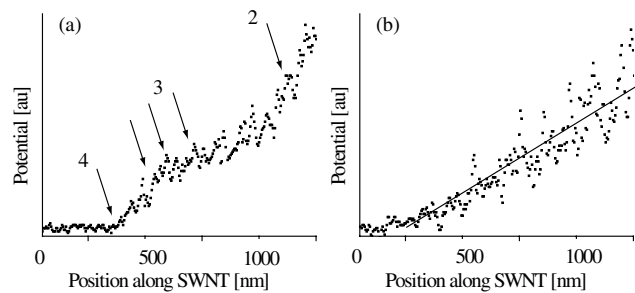 (a)
2
3
4
Potential [au]
0
500
1000
Position along SWNT [nm]
(b)
Potential [au]
0
500
1000
Position along SWNT [nm]